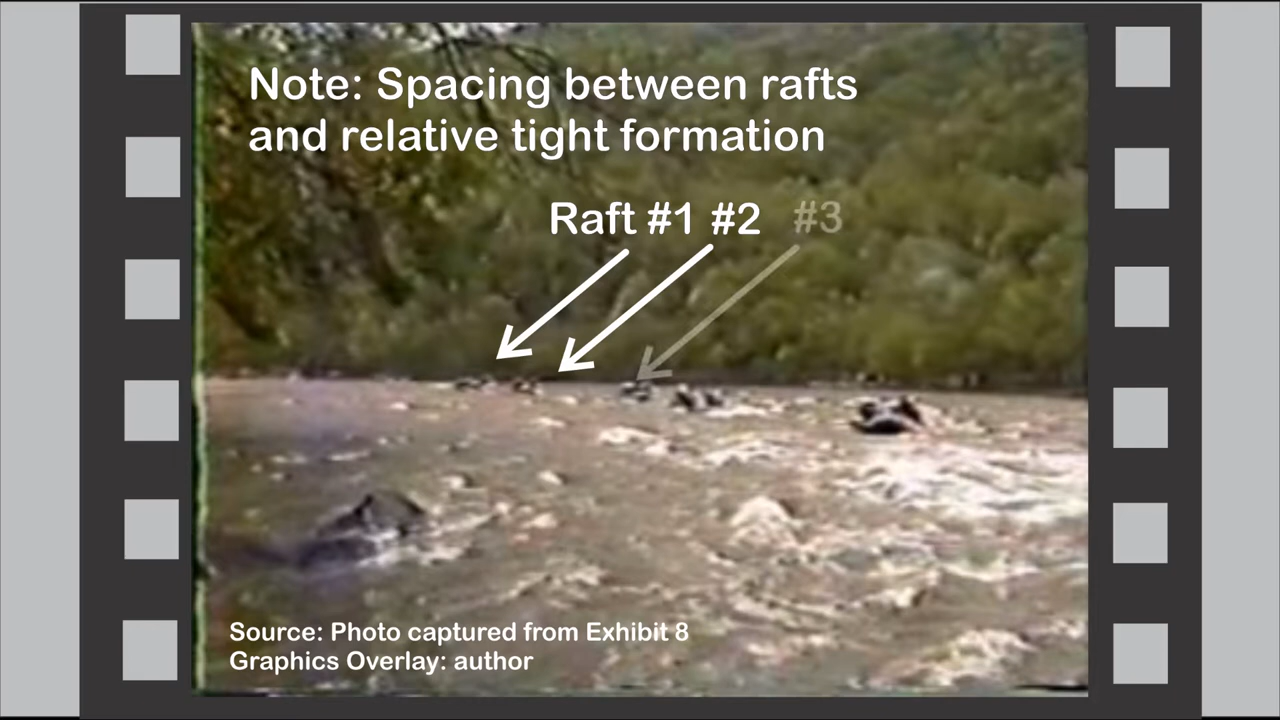 Note: Spacing between rafts
and relative tight formation
Raft #1 #2 #3
Source: Photo captured from Exhibit 8
Graphics Overlay: author